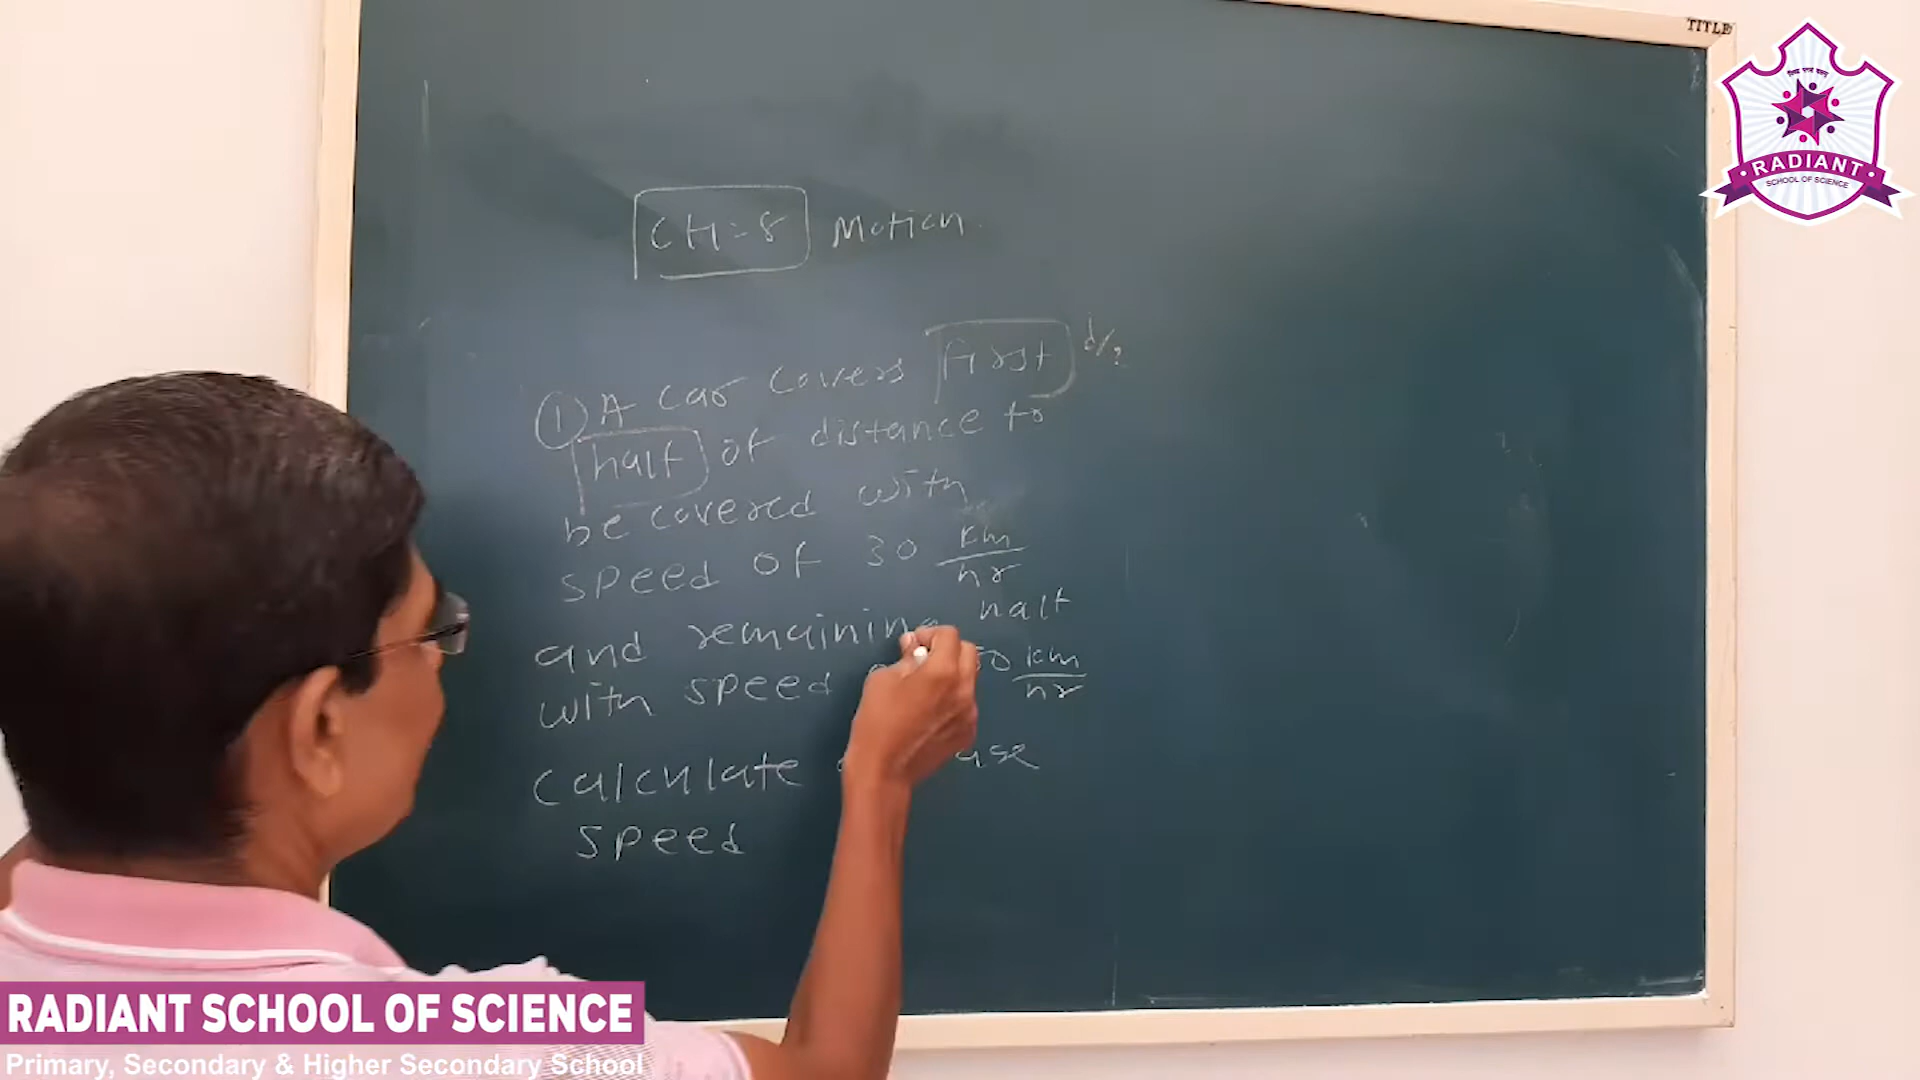 TITLE
RADIANT
SCHOOL OF SCIENCE
CH=8 Motion
① A car covers first d/2
half of distance to
be covered with
speed of 30 km/hr
and remaining half
with speed 50 km/hr
calculate
speed
RADIANT SCHOOL OF SCIENCE
Primary, Secondary & Higher Secondary School